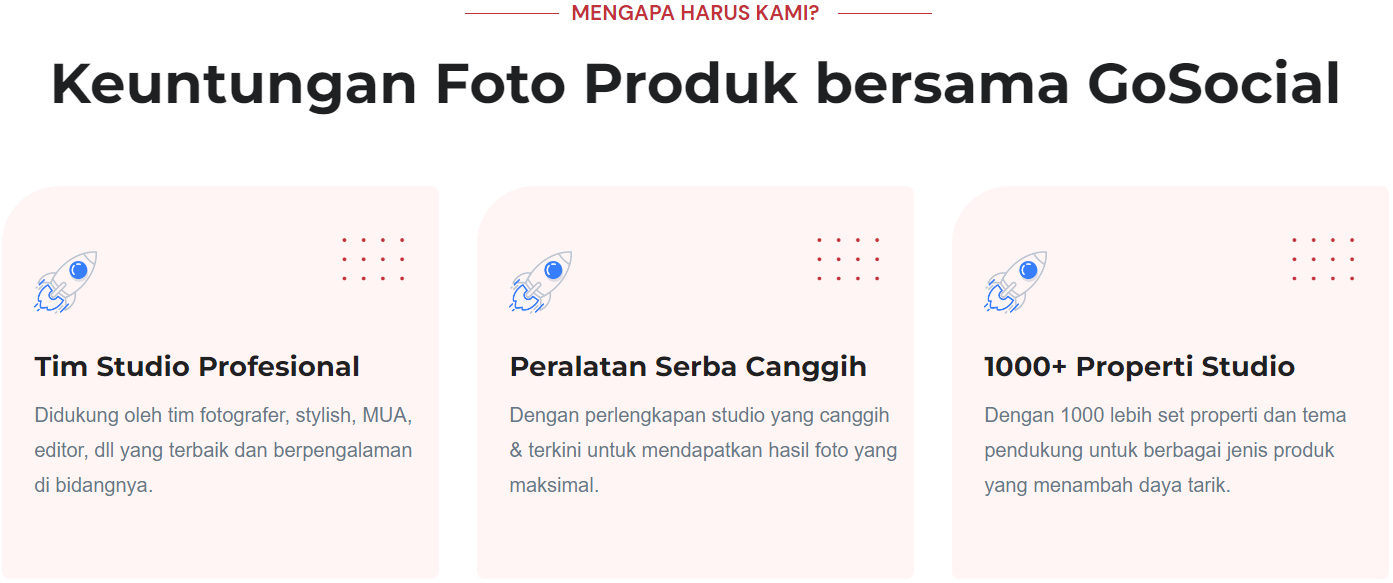 MENGAPA HARUS KAMI?
Keuntungan Foto Produk bersama GoSocial
Tim Studio Profesional
Didukung oleh tim fotografer, stylish, MUA,
editor, dll yang terbaik dan berpengalaman
di bidangnya.
Peralatan Serba Canggih
Dengan perlengkapan studio yang canggih
& terkini untuk mendapatkan hasil foto yang
maksimal.
1000+ Properti Studio
Dengan 1000 lebih set properti dan tema
pendukung untuk berbagai jenis produk
yang menambah daya tarik.